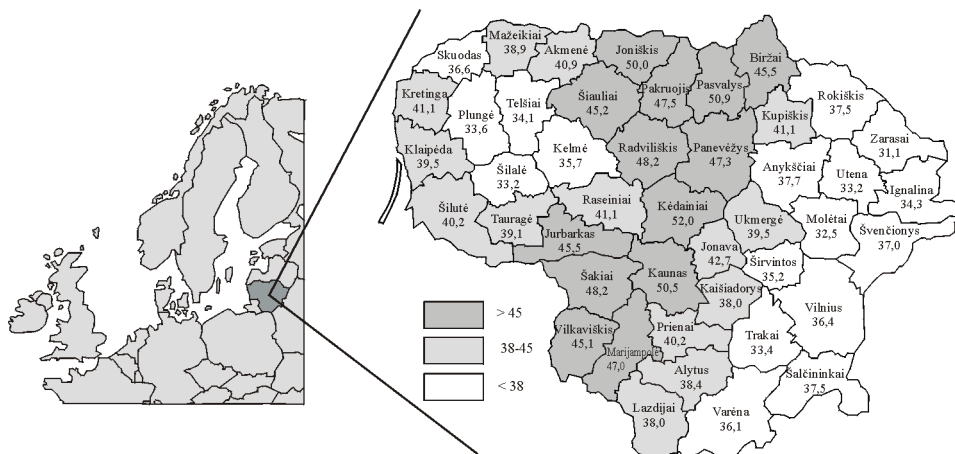 Mažeikiai
38,9
Akmenė
40,9
Joniškis
50,0
Biržai
45,5
Skuodas
36,6
Pakruojis
47,5
Pasvalys
50,9
Kretinga
41,1
Plungė
33,6
Telšiai
34,1
Šiauliai
45,2
Kupiškis
41,1
Rokiškis
37,5
Klaipėda
39,5
Šilalė
33,2
Kelmė
35,7
Radviliškis
48,2
Panevėžys
47,3
Anykščiai
37,7
Utena
33,2
Zarasai
31,1
Ignalina
34,3
Šilutė
40,2
Tauragė
39,1
Raseiniai
41,1
Kėdainiai
52,0
Ukmergė
39,5
Molėtai
32,5
Švenčionys
37,0
Jurbarkas
45,5
Jonava
42,7
Širvintos
35,2
Šakiai
48,2
Kaunas
50,5
Kaišiadorys
38,0
Vilnius
36,4
Vilkaviškis
45,1
Marijampolė
47,0
Prienai
40,2
Trakai
33,4
Alytus
38,4
Šalčininkai
37,5
Lazdijai
38,0
Varėna
36,1
> 45
38-45
< 38